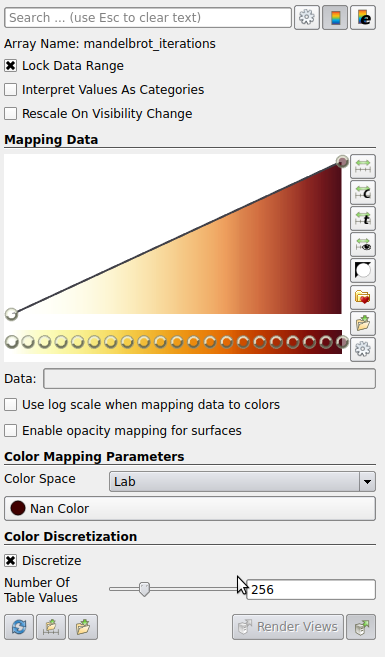 Search ... (use Esc to clear text)
Array Name: mandelbrot_iterations
Lock Data Range
Interpret Values As Categories
Rescale On Visibility Change
Mapping Data
Data:
Use log scale when mapping data to colors
Enable opacity mapping for surfaces
Color Mapping Parameters
Color Space Lab
Nan Color
Color Discretization
Discretize
Number Of
Table Values 256
Render Views